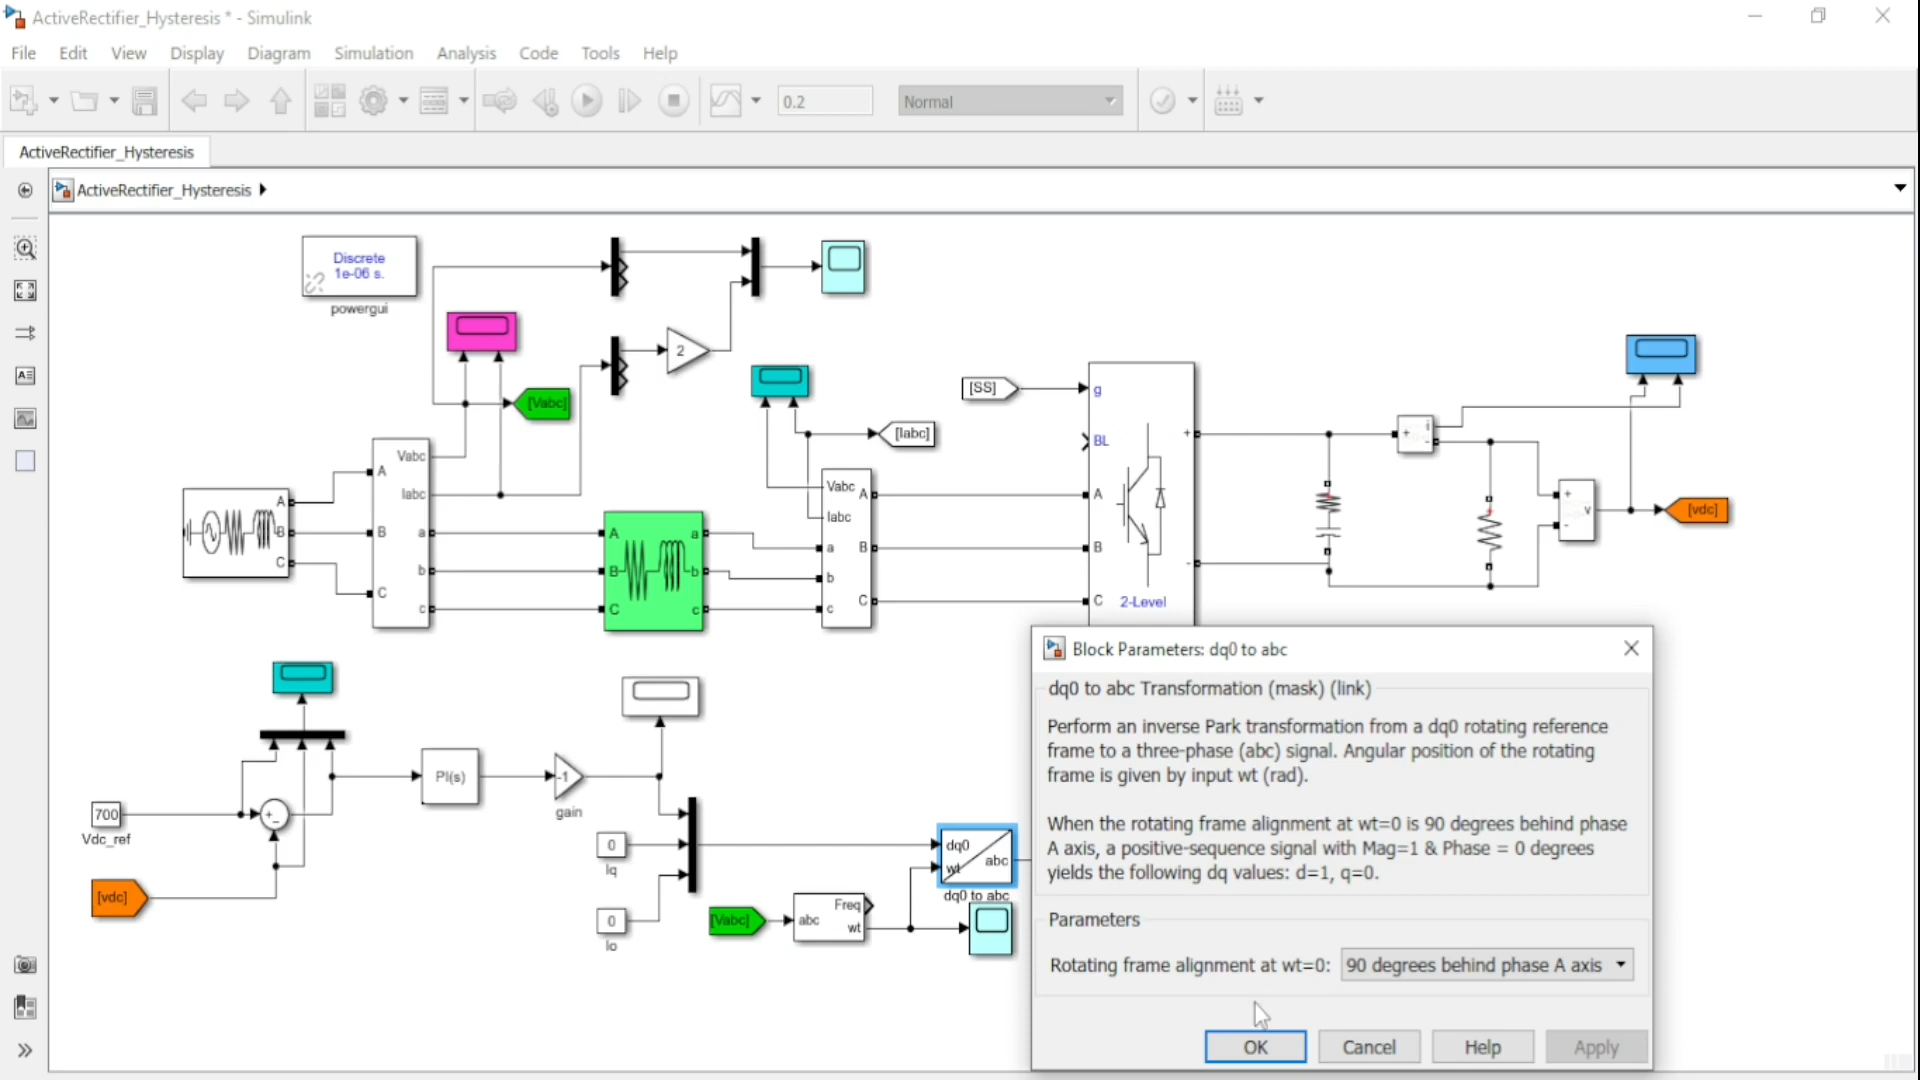 ActiveRectifier_Hysteresis * - Simulink
File Edit View Display Diagram Simulation Analysis Code Tools Help
0.2 Normal
ActiveRectifier_Hysteresis
ActiveRectifier_Hysteresis
Discrete
1e-06 s.
powergui
2
[Vabc]
[SS]
g
[Iabc]
BL
+
+ i
-
Vabc
A
Iabc
Vabc A
A
+
v
-
[vdc]
A
B
C
Iabc
B a
A a
a B
B
b
B b
b
C
c
C c
c C
C
2-Level
-
700
Vdc_ref
+
-
PI(s)
-1
gain
[vdc]
0
Iq
0
Io
[Vabc]
abc
Freq
wt
dq0
wt
abc
dq0 to abc
Block Parameters: dq0 to abc
dq0 to abc Transformation (mask) (link)
Perform an inverse Park transformation from a dq0 rotating reference
frame to a three-phase (abc) signal. Angular position of the rotating
frame is given by input wt (rad).
When the rotating frame alignment at wt=0 is 90 degrees behind phase
A axis, a positive-sequence signal with Mag=1 & Phase = 0 degrees
yields the following dq values: d=1, q=0.
Parameters
Rotating frame alignment at wt=0: 90 degrees behind phase A axis
OK Cancel Help Apply